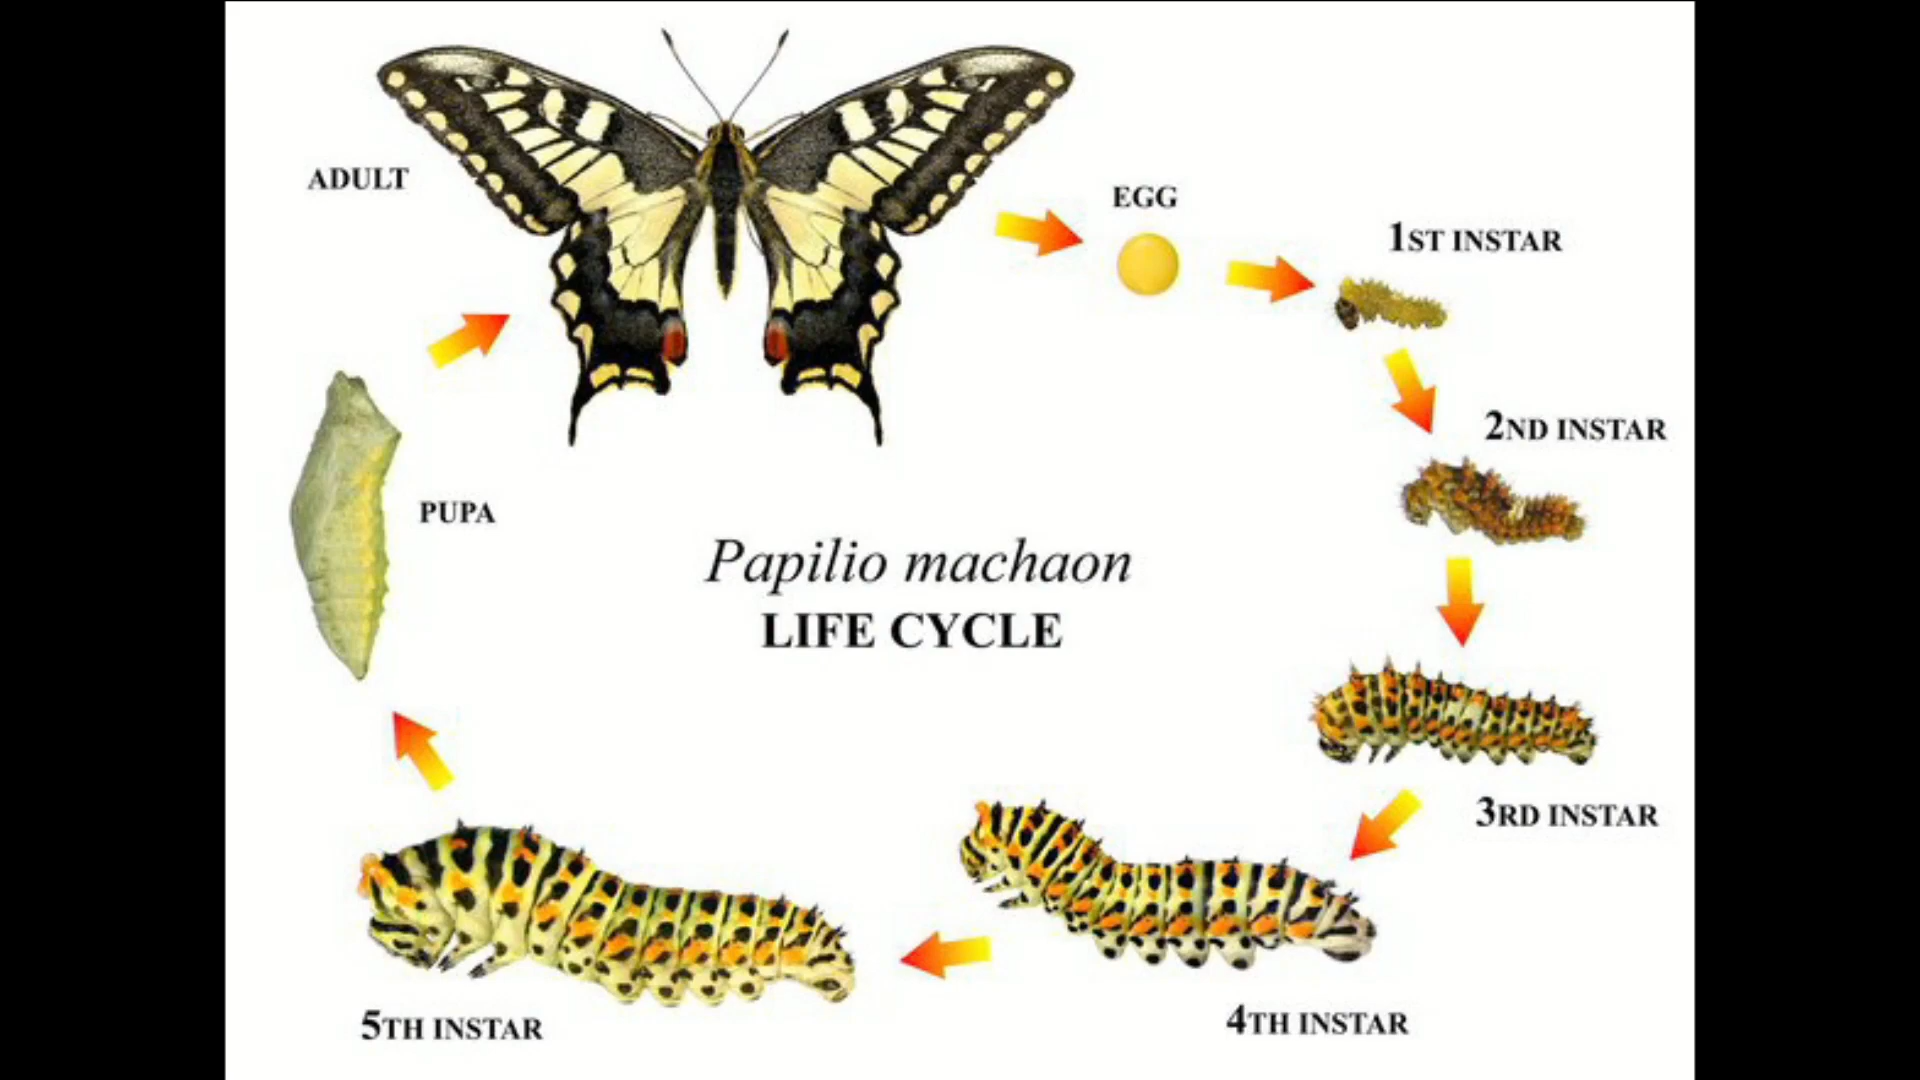 ADULT
EGG
1ST INSTAR
2ND INSTAR
PUPA
Papilio machaon
LIFE CYCLE
3RD INSTAR
4TH INSTAR
5TH INSTAR